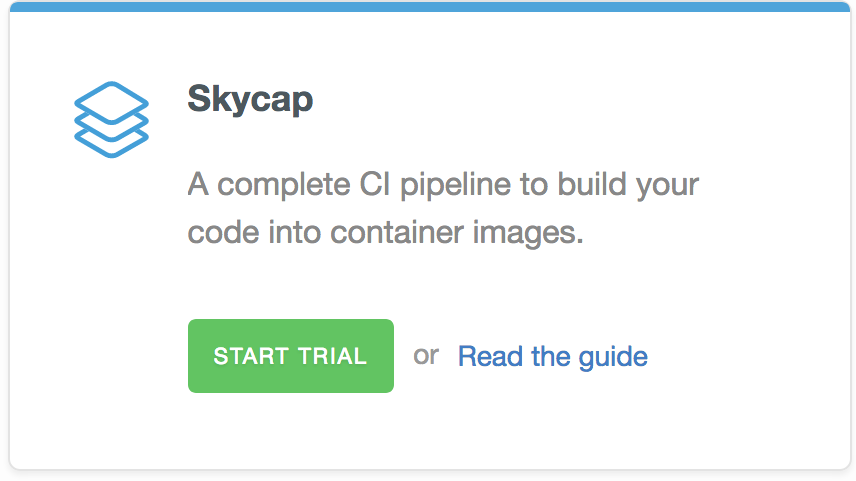 Skycap
A complete CI pipeline to build your
code into container images.
START TRIAL or Read the guide